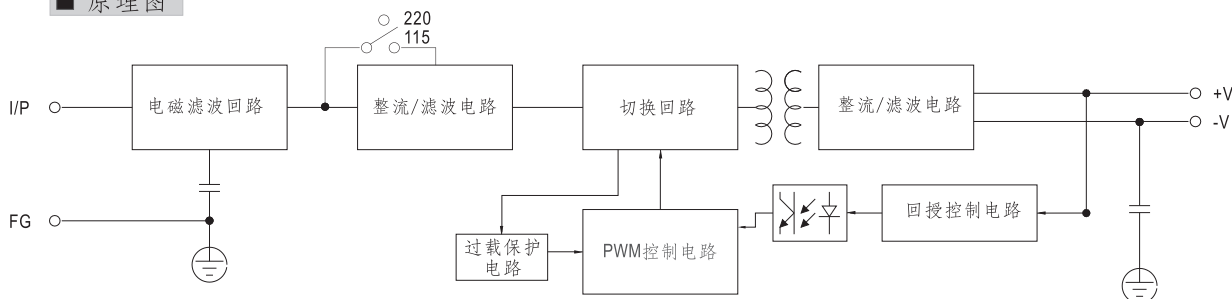 ■ 原理图
220
115
I/P
电磁滤波回路
整流/滤波电路
切换回路
整流/滤波电路
+V
-V
FG
过载保护
电路
PWM控制电路
回授控制电路